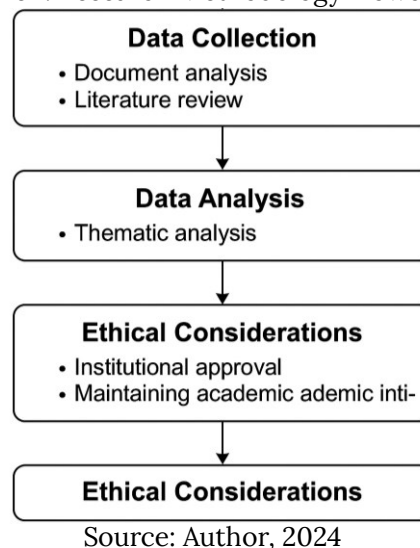 Methodology
Data Collection
• Document analysis
• Literature review
Data Analysis
• Thematic analysis
Ethical Considerations
• Institutional approval
• Maintaining academic ademic inti-
Ethical Considerations
Source: Author, 2024